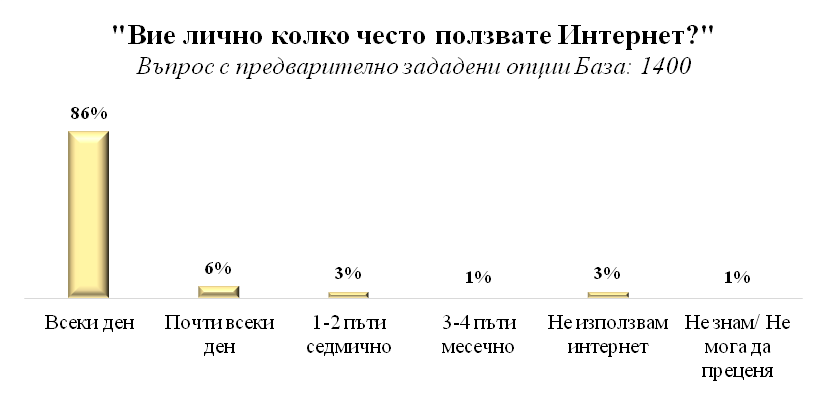 "Вие лично колко често ползвате Интернет?"
Въпрос с предварително зададени опции База: 1400
86%
6%
3%
1%
3%
1%
Всеки ден
Почти всеки
ден
1-2 пъти
седмично
3-4 пъти
месечно
Не използвам
интернет
Не знам/ Не
мога да
преценя